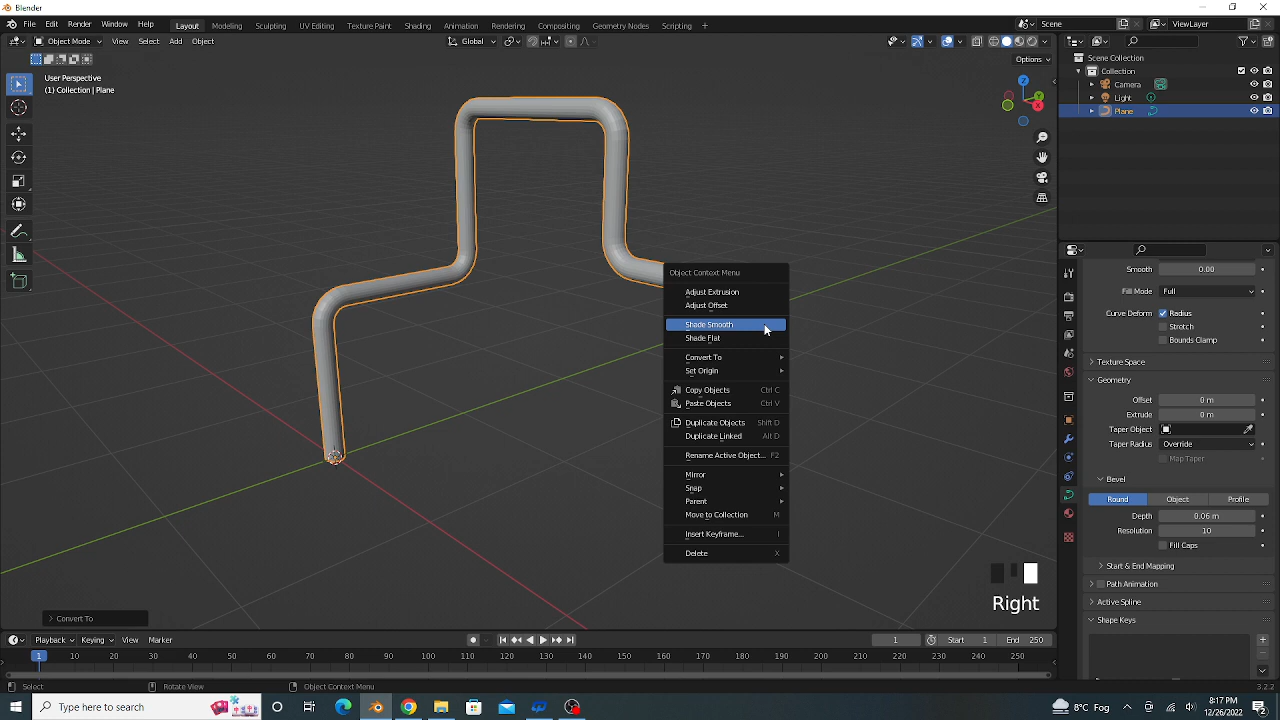 Blender
File Edit Render Window Help Layout Modeling Sculpting UV Editing Texture Paint Shading Animation Rendering Compositing Geometry Nodes Scripting + Scene ViewLayer
Object Mode View Select Add Object Global
Options
User Perspective
(1) Collection | Plane
Scene Collection
Collection
Camera
Light
Plane
Z
Y
X
Object Context Menu
Adjust Extrusion
Adjust Offset
Shade Smooth
Shade Flat
Convert To
Set Origin
Copy Objects Ctrl C
Paste Objects Ctrl V
Duplicate Objects Shift D
Duplicate Linked Alt D
Rename Active Object... F2
Mirror
Snap
Parent
Move to Collection M
Insert Keyframe... I
Delete X
Smooth 0.00
Fill Mode Full
Curve Deform Radius
Stretch
Bounds Clamp
Texture Space
Geometry
Offset 0 m
Extrude 0 m
Taper Object
Taper Radius Override
Map Taper
Bevel
Round Object Profile
Depth 0.06 m
Resolution 10
Fill Caps
Start & End Mapping
Path Animation
Active Spline
Shape Keys
Right
Convert To
Playback Keying View Marker 1 Start 1 End 250
1 10 20 30 40 50 60 70 80 90 100 110 120 130 140 150 160 170 180 190 200 210 220 230 240 250
Select Rotate View Object Context Menu 3.2.2
Type here to search
8°C Fog
8:17 PM
12/26/2022
2